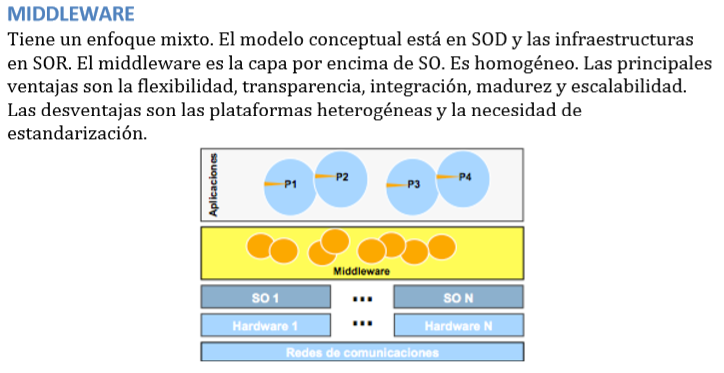 MIDDLEWARE
Tiene un enfoque mixto. El modelo conceptual está en SOD y las infraestructuras
en SOR. El middleware es la capa por encima de SO. Es homogéneo. Las principales
ventajas son la flexibilidad, transparencia, integración, madurez y escalabilidad.
Las desventajas son las plataformas heterogéneas y la necesidad de
estandarización.
Aplicaciones
P1
P2
P3
P4
Middleware
SO 1 ... SO N
Hardware 1 ... Hardware N
Redes de comunicaciones